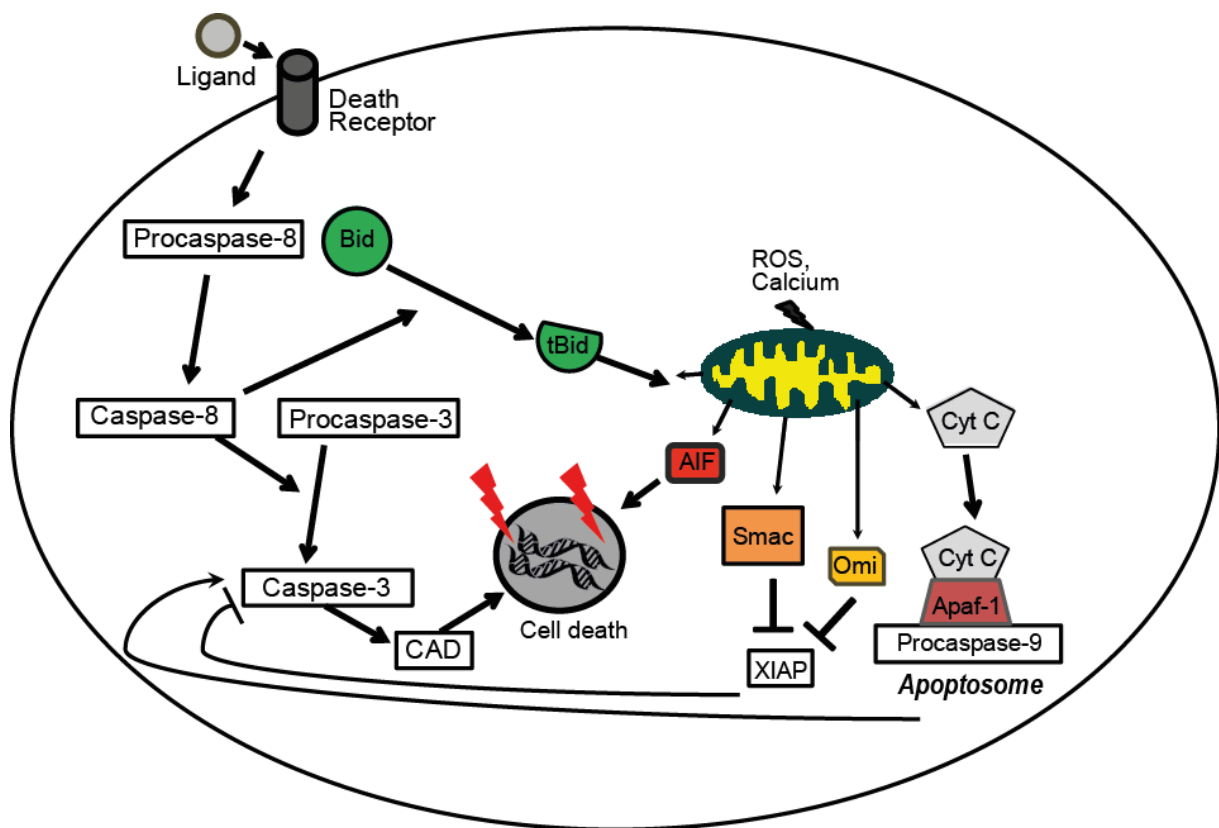 Ligand
Death
Receptor
Procaspase-8
Bid
ROS,
Calcium
tBid
Caspase-8
Procaspase-3
Cyt C
AIF
Smac
Omi
Cyt C
Caspase-3
Apaf-1
Cell death
CAD
XIAP
Procaspase-9
Apoptosome